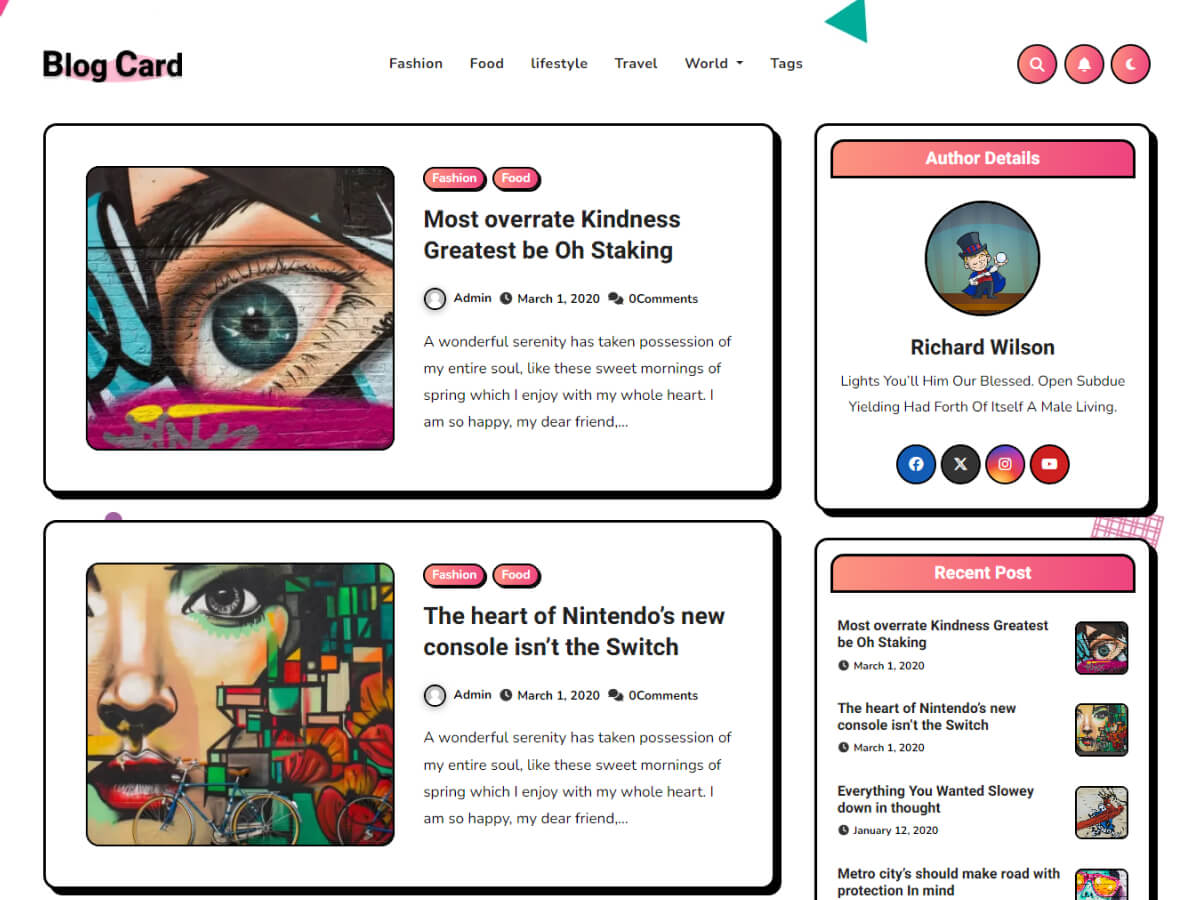 Blog Card
Fashion Food lifestyle Travel World Tags
Fashion Food
Most overrate Kindness
Greatest be Oh Staking
Admin March 1, 2020 0Comments
A wonderful serenity has taken possession of
my entire soul, like these sweet mornings of
spring which I enjoy with my whole heart. I
am so happy, my dear friend,...
Fashion Food
The heart of Nintendo’s new
console isn’t the Switch
Admin March 1, 2020 0Comments
A wonderful serenity has taken possession of
my entire soul, like these sweet mornings of
spring which I enjoy with my whole heart. I
am so happy, my dear friend,...
Author Details
Richard Wilson
Lights You’ll Him Our Blessed. Open Subdue
Yielding Had Forth Of Itself A Male Living.
Recent Post
Most overrate Kindness Greatest
be Oh Staking
March 1, 2020
The heart of Nintendo’s new
console isn’t the Switch
March 1, 2020
Everything You Wanted Slowey
down in thought
January 12, 2020
Metro city’s should make road with
protection In mind